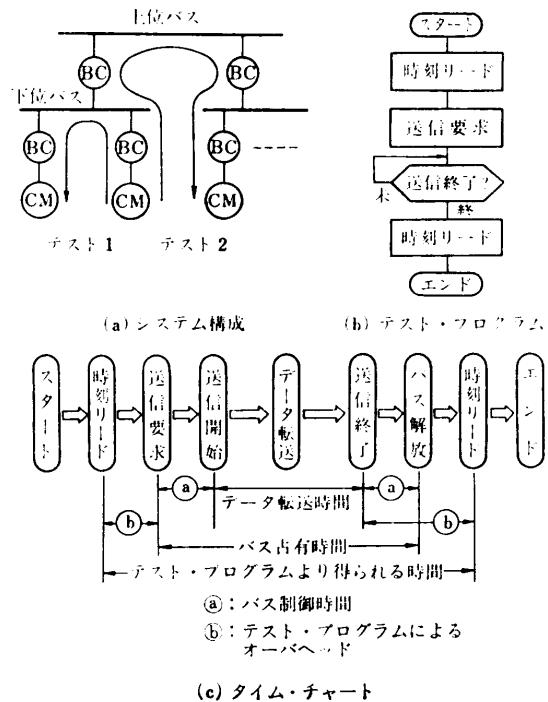 上位バス
BC
BC
下位バス
BC
BC
BC
CM
CM
CM
テスト1
テスト2
(a) システム構成
スタート
時刻リード
送信要求
送信終了?
未
終
時刻リード
エンド
(b) テスト・プログラム
スタート
時刻リード
送信要求
送信開始
データ転送
送信終了
バス解放
時刻リード
エンド
ⓐ
データ転送時間
ⓐ
ⓑ
ⓑ
バス占有時間
テスト・プログラムより得られる時間
ⓐ:バス制御時間
ⓑ:テスト・プログラムによる
オーバヘッド
(c) タイム・チャート